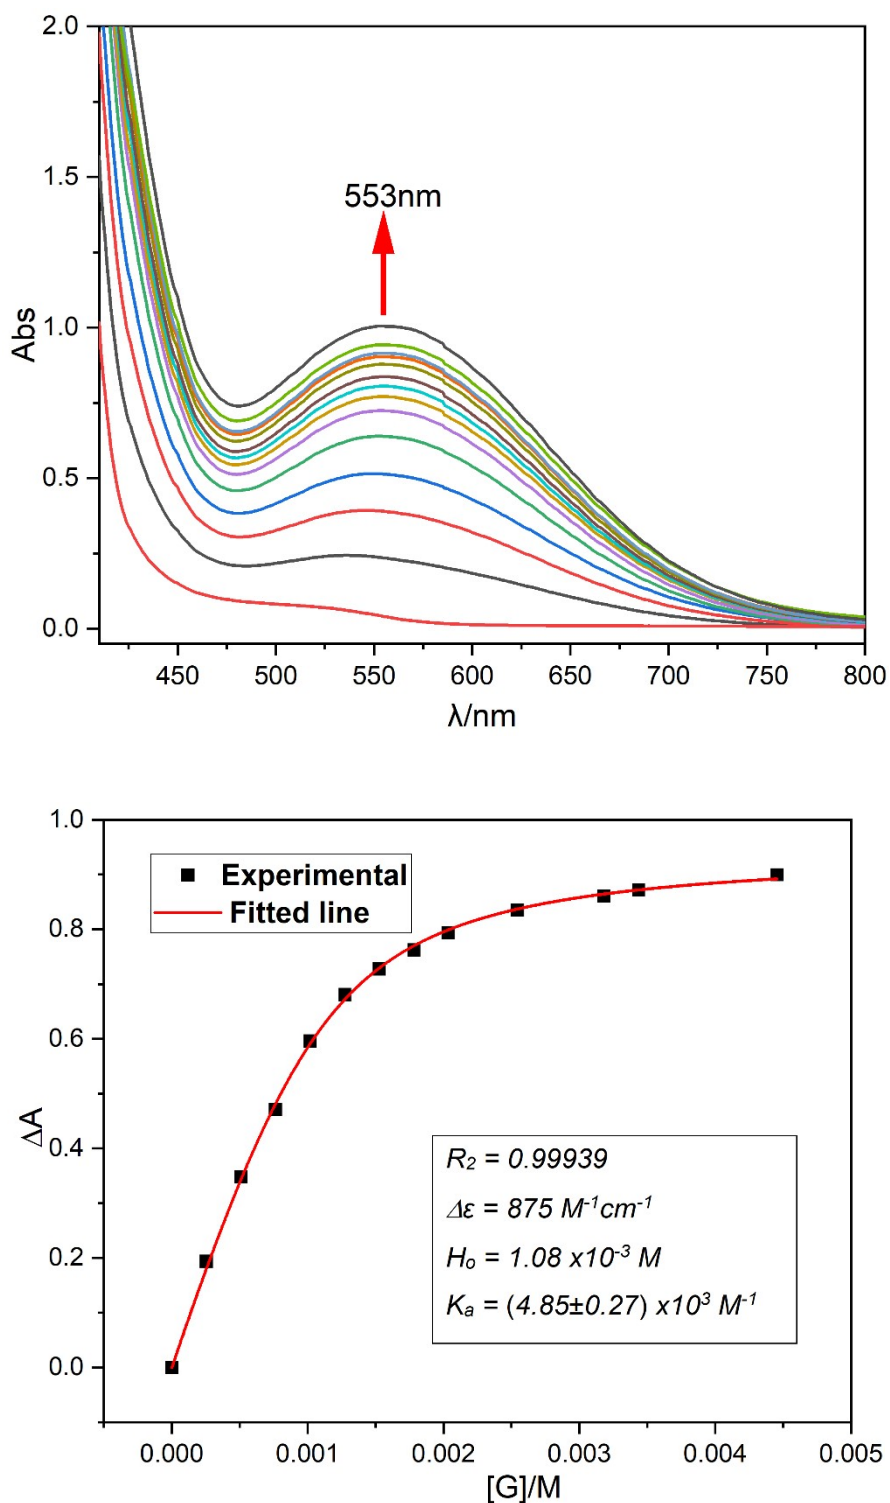 2.0
1.5
1.0
0.5
0.0
Abs
553nm
450 500 550 600 650 700 750 800
λ/nm
1.0
0.8
0.6
0.4
0.2
0.0
ΔA
Experimental
Fitted line
R₂ = 0.99939
Δε = 875 M⁻¹cm⁻¹
Hₒ = 1.08 x10⁻³ M
Kₐ = (4.85±0.27) x10³ M⁻¹
0.000 0.001 0.002 0.003 0.004 0.005
[G]/M